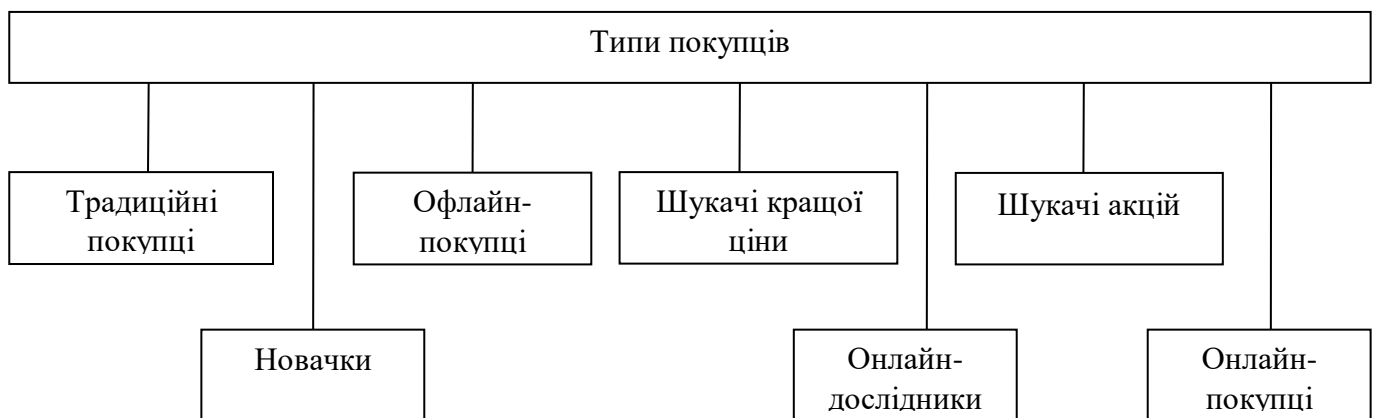 Типи покупців
Традиційні
покупці
Офлайн-
покупці
Шукачі кращої
ціни
Шукачі акцій
Новачки
Онлайн-
дослідники
Онлайн-
покупці